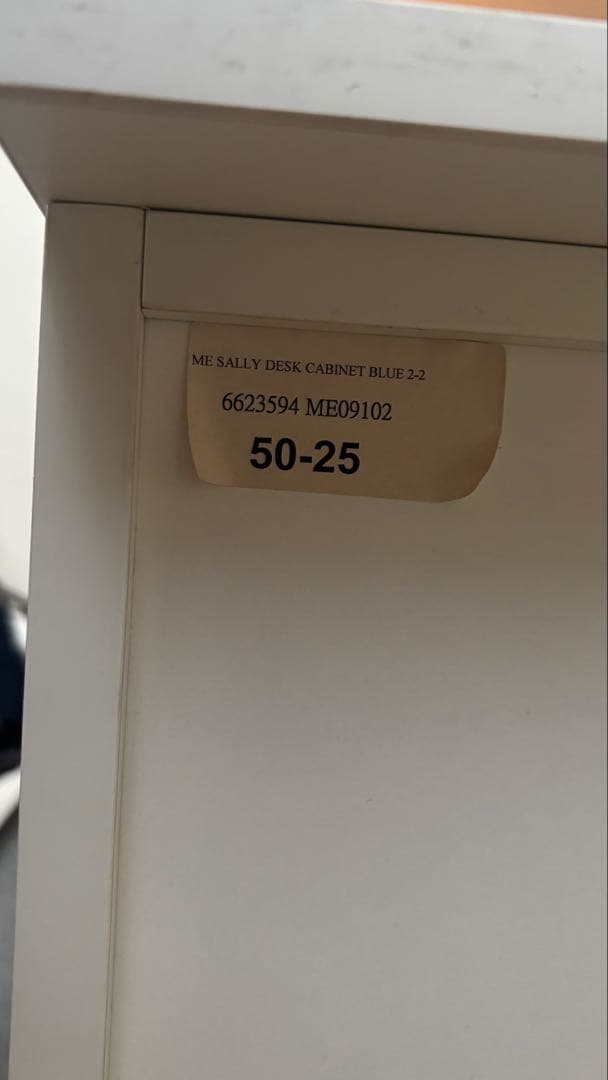 ME SALLY DESK CABINET BLUE 2-2
6623594 ME09102
50-25